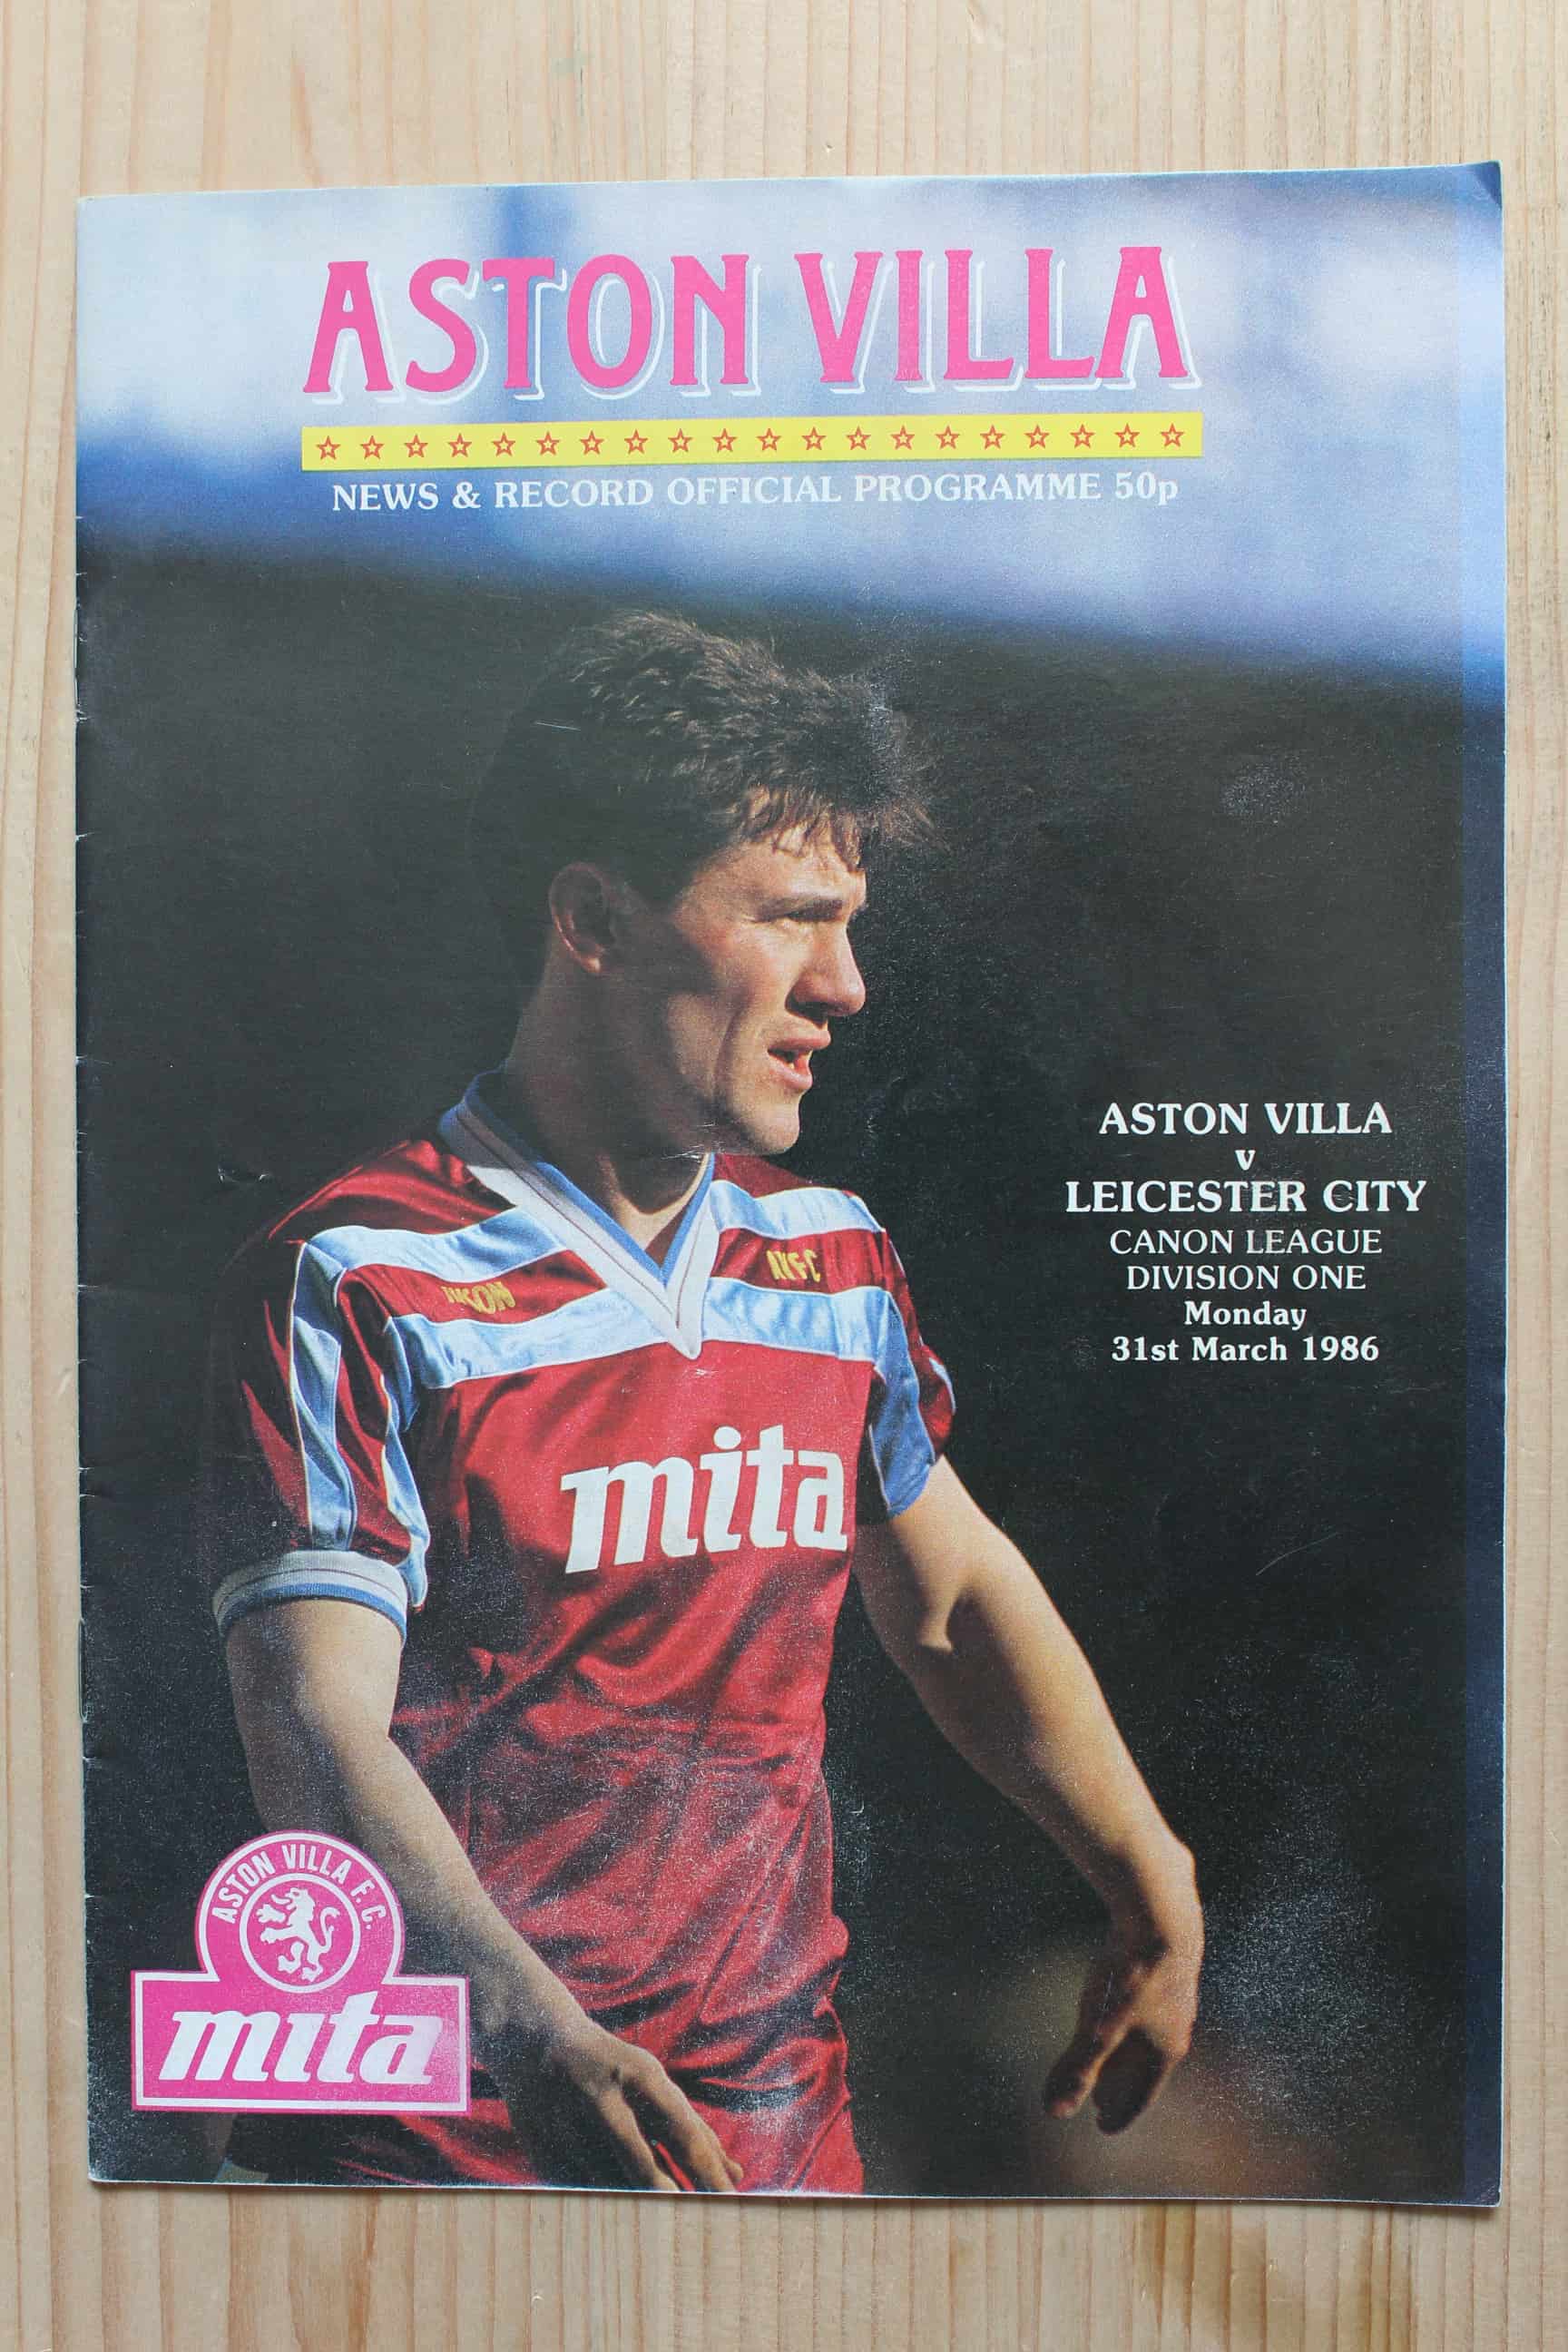 ASTON VILLA
NEWS & RECORD OFFICIAL PROGRAMME 50p
ASTON VILLA
v
LEICESTER CITY
CANON LEAGUE
DIVISION ONE
Monday
31st March 1986
AVFC
mita
ASTON VILLA F.C.
mita